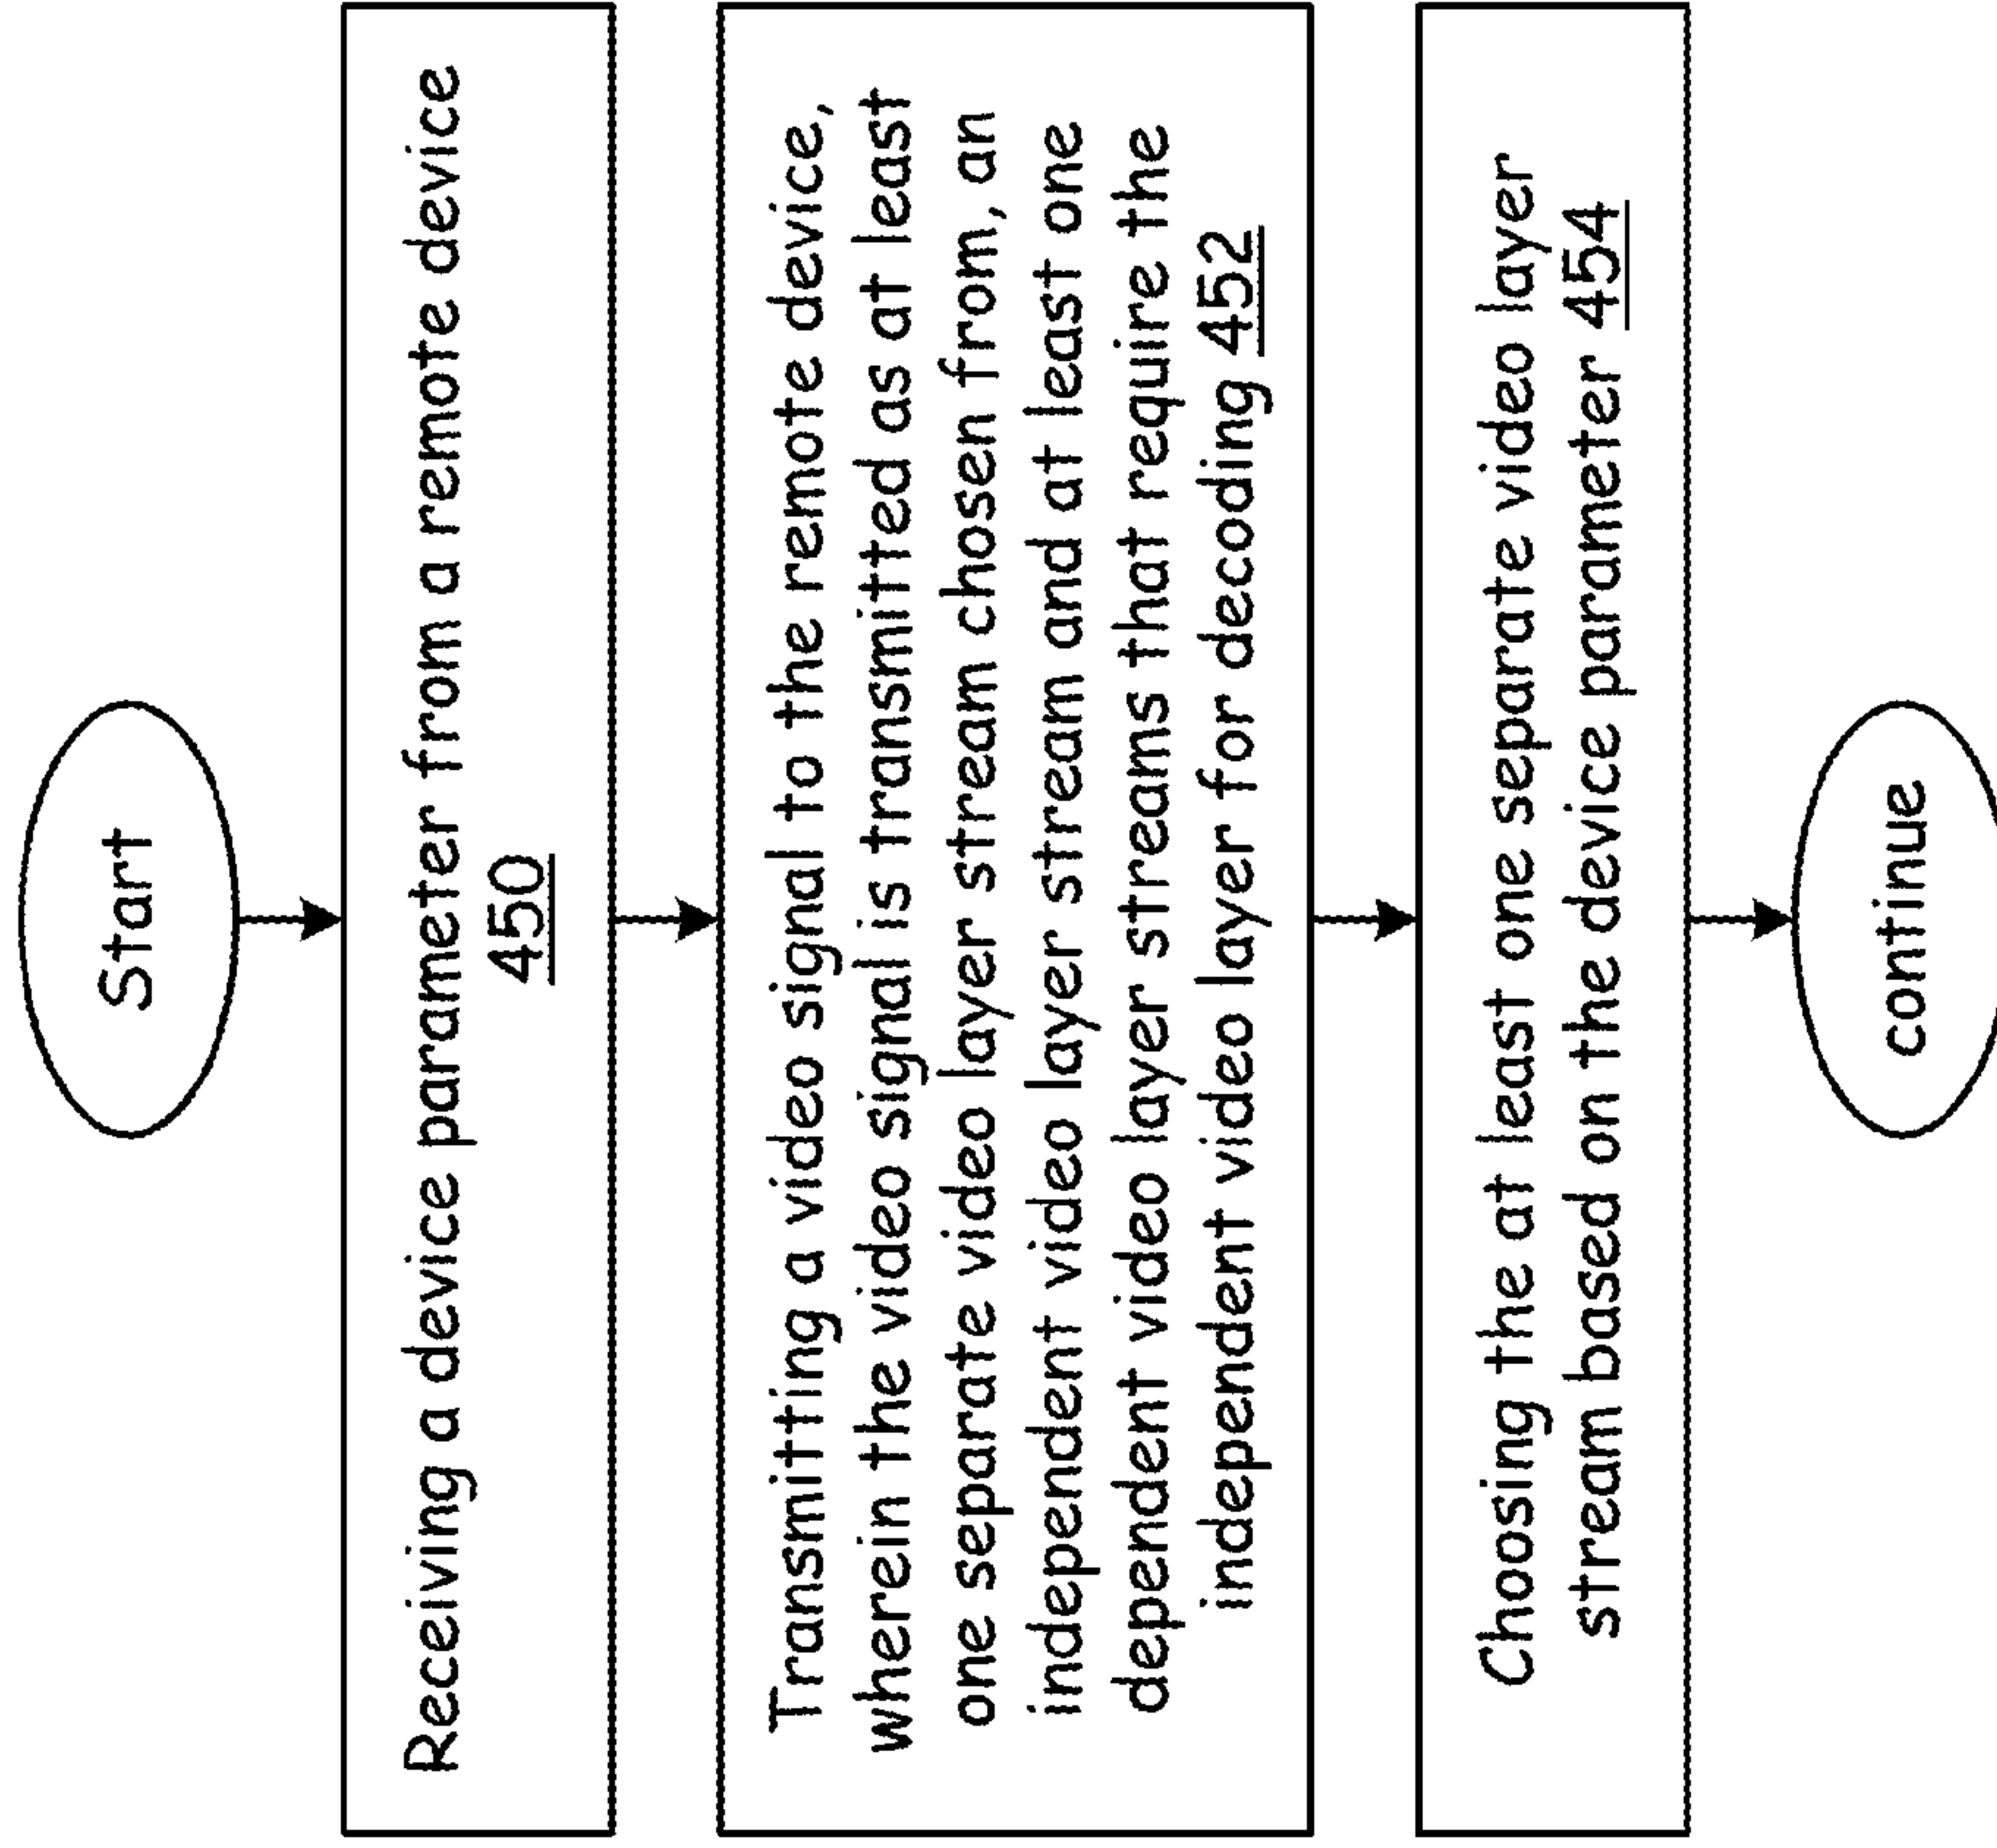 Start
Receiving a device parameter from a remote device
450
Transmitting a video signal to the remote device,
wherein the video signal is transmitted as at least
one separate video layer stream chosen from, an
independent video layer stream and at least one
dependent video layer streams that require the
independent video layer for decoding 452
Choosing the at least one separate video layer
stream based on the device parameter 454
continue